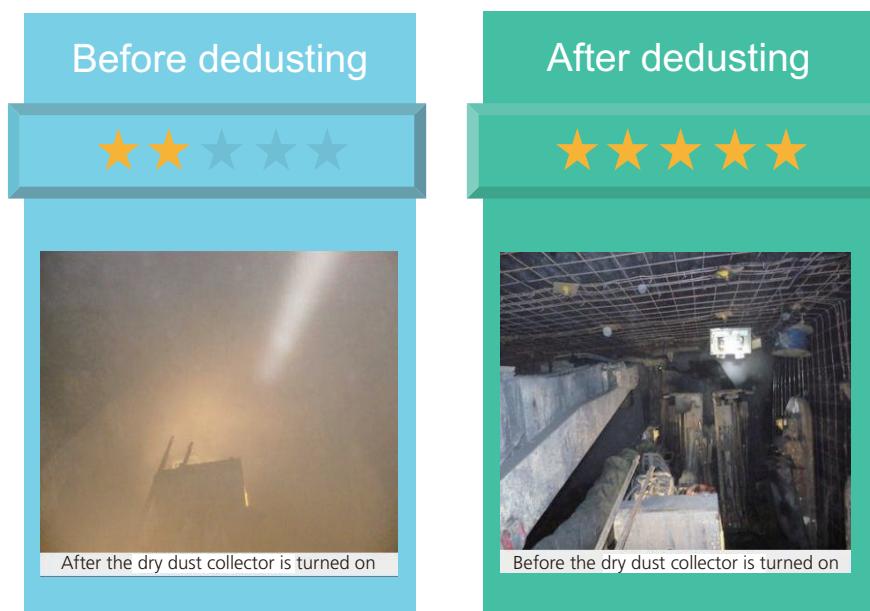 Before dedusting
After dedusting
After the dry dust collector is turned on
Before the dry dust collector is turned on